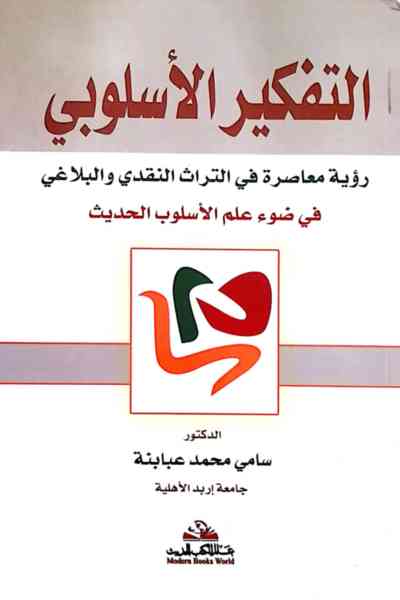 التفكير الأسلوبي
رؤية معاصرة في التراث النقدي والبلاغي
في ضوء علم الأسلوب الحديث
الدكتور
سامي محمد عبابنة
جامعة إربد الأهلية
Modern Books World